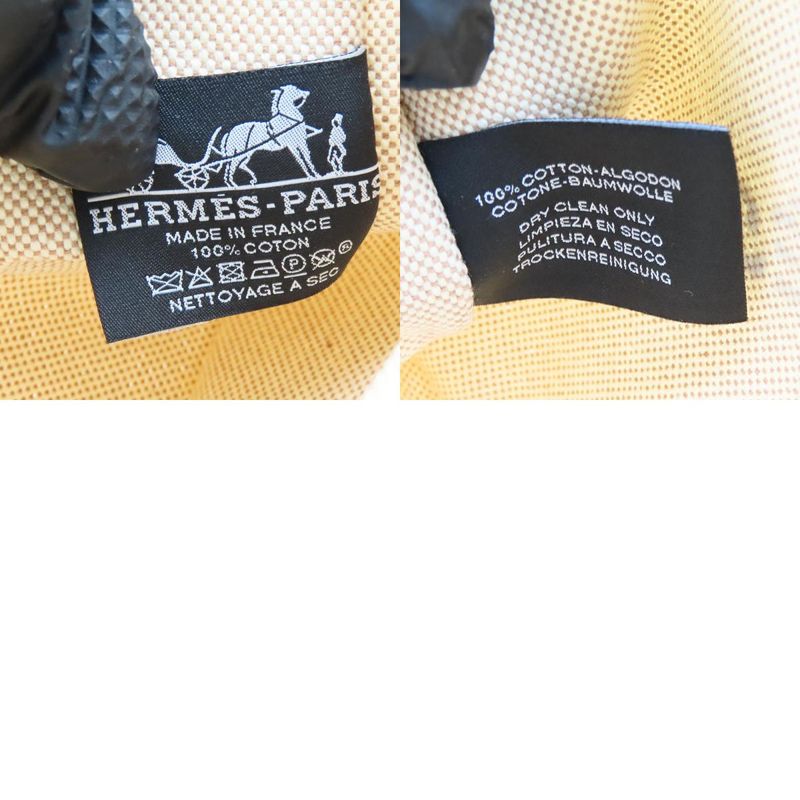 HERMÈS-PARIS
MADE IN FRANCE
100% COTON
NETTOYAGE A SEC
100% COTTON-ALGODON
COTONE-BAUMWOLLE
DRY CLEAN ONLY
LIMPIEZA EN SECO
PULITURA A SECCO
TROCKENREINIGUNG